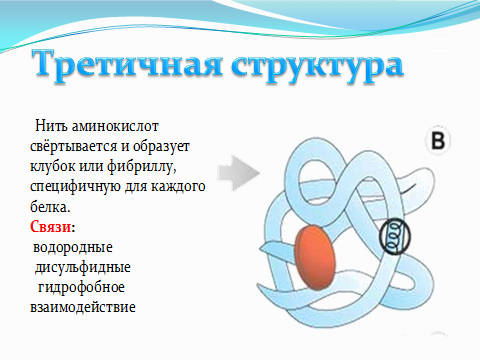 Третичная структура
Нить аминокислот
свёртывается и образует
клубок или фибриллу,
специфичную для каждого
белка.
Связи:
водородные
дисульфидные
гидрофобное
взаимодействие
В